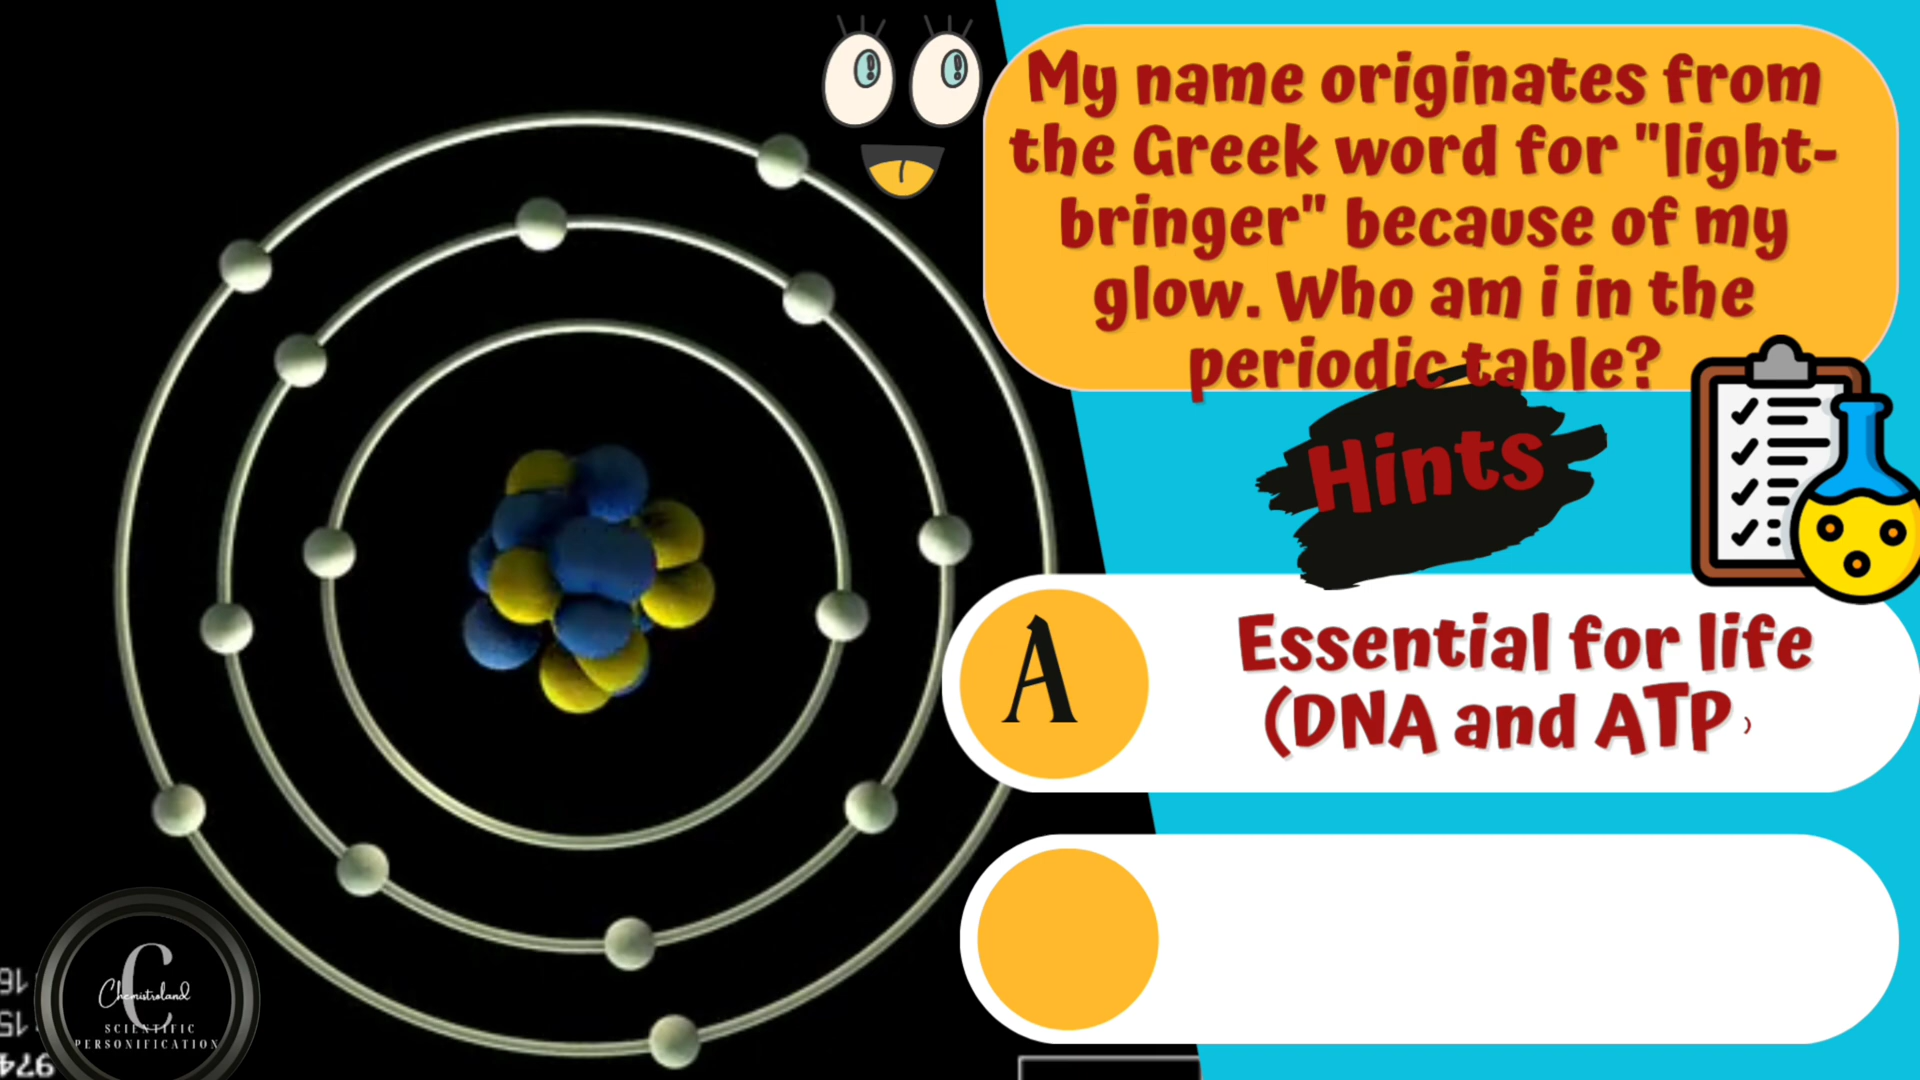 My name originates from
the Greek word for "light-
bringer" because of my
glow. Who am i in the
periodic table?
Hints
A
Essential for life
(DNA and ATP )
C
Chemistroland
SCIENTIFIC
PERSONIFICATION